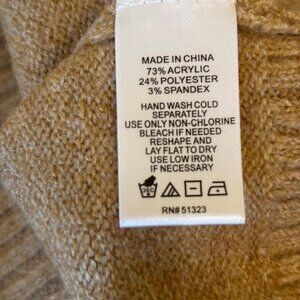 MADE IN CHINA
73% ACRYLIC
24% POLYESTER
3% SPANDEX
HAND WASH COLD
SEPARATELY
USE ONLY NON-CHLORINE
BLEACH IF NEEDED
RESHAPE AND
LAY FLAT TO DRY
USE LOW IRON
IF NECESSARY
RN# 51323